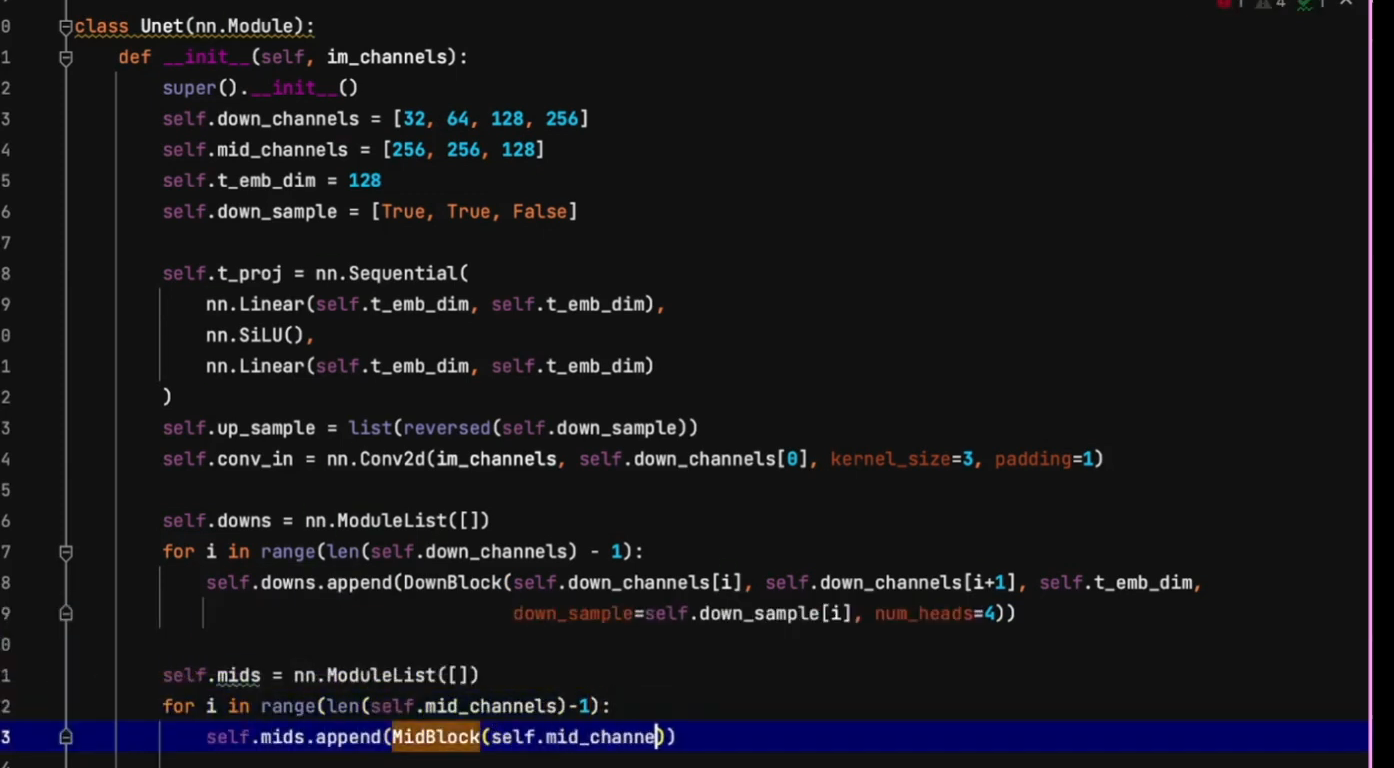 1 4 1
0 class Unet(nn.Module):
1 def __init__(self, im_channels):
2 super().__init__()
3 self.down_channels = [32, 64, 128, 256]
4 self.mid_channels = [256, 256, 128]
5 self.t_emb_dim = 128
6 self.down_sample = [True, True, False]
7
8 self.t_proj = nn.Sequential(
9 nn.Linear(self.t_emb_dim, self.t_emb_dim),
0 nn.SiLU(),
1 nn.Linear(self.t_emb_dim, self.t_emb_dim)
2 )
3 self.up_sample = list(reversed(self.down_sample))
4 self.conv_in = nn.Conv2d(im_channels, self.down_channels[0], kernel_size=3, padding=1)
5
6 self.downs = nn.ModuleList([])
7 for i in range(len(self.down_channels) - 1):
8 self.downs.append(DownBlock(self.down_channels[i], self.down_channels[i+1], self.t_emb_dim,
9 down_sample=self.down_sample[i], num_heads=4))
0
1 self.mids = nn.ModuleList([])
2 for i in range(len(self.mid_channels)-1):
3 self.mids.append(MidBlock(self.mid_channe))